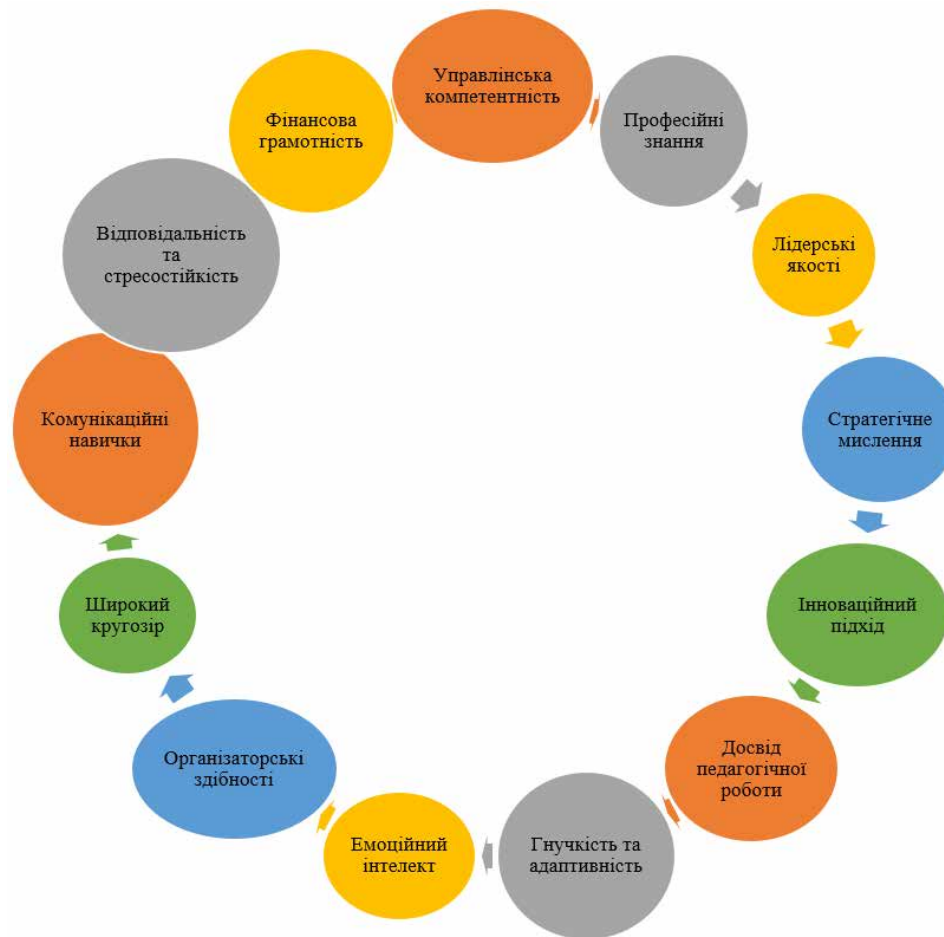 Управлінська
компетентність
Професійні
знання
Лідерські
якості
Стратегічне
мислення
Інноваційний
підхід
Досвід
педагогічної
роботи
Гнучкість та
адаптивність
Емоційний
інтелект
Організаторські
здібності
Широкий
кругозір
Комунікаційні
навички
Відповідальність
та
стресостійкість
Фінансова
грамотність